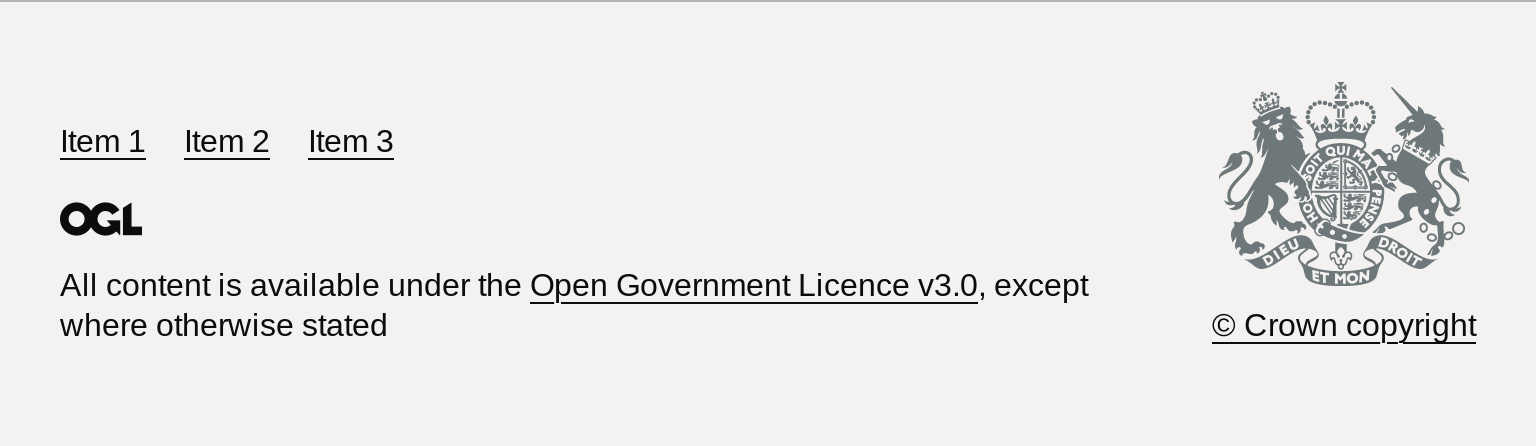 Item 1 Item 2 Item 3
OGL
All content is available under the Open Government Licence v3.0, except
where otherwise stated
SOIT QUI MAL Y PENSE
HON
DIEU ET MON DROIT
© Crown copyright